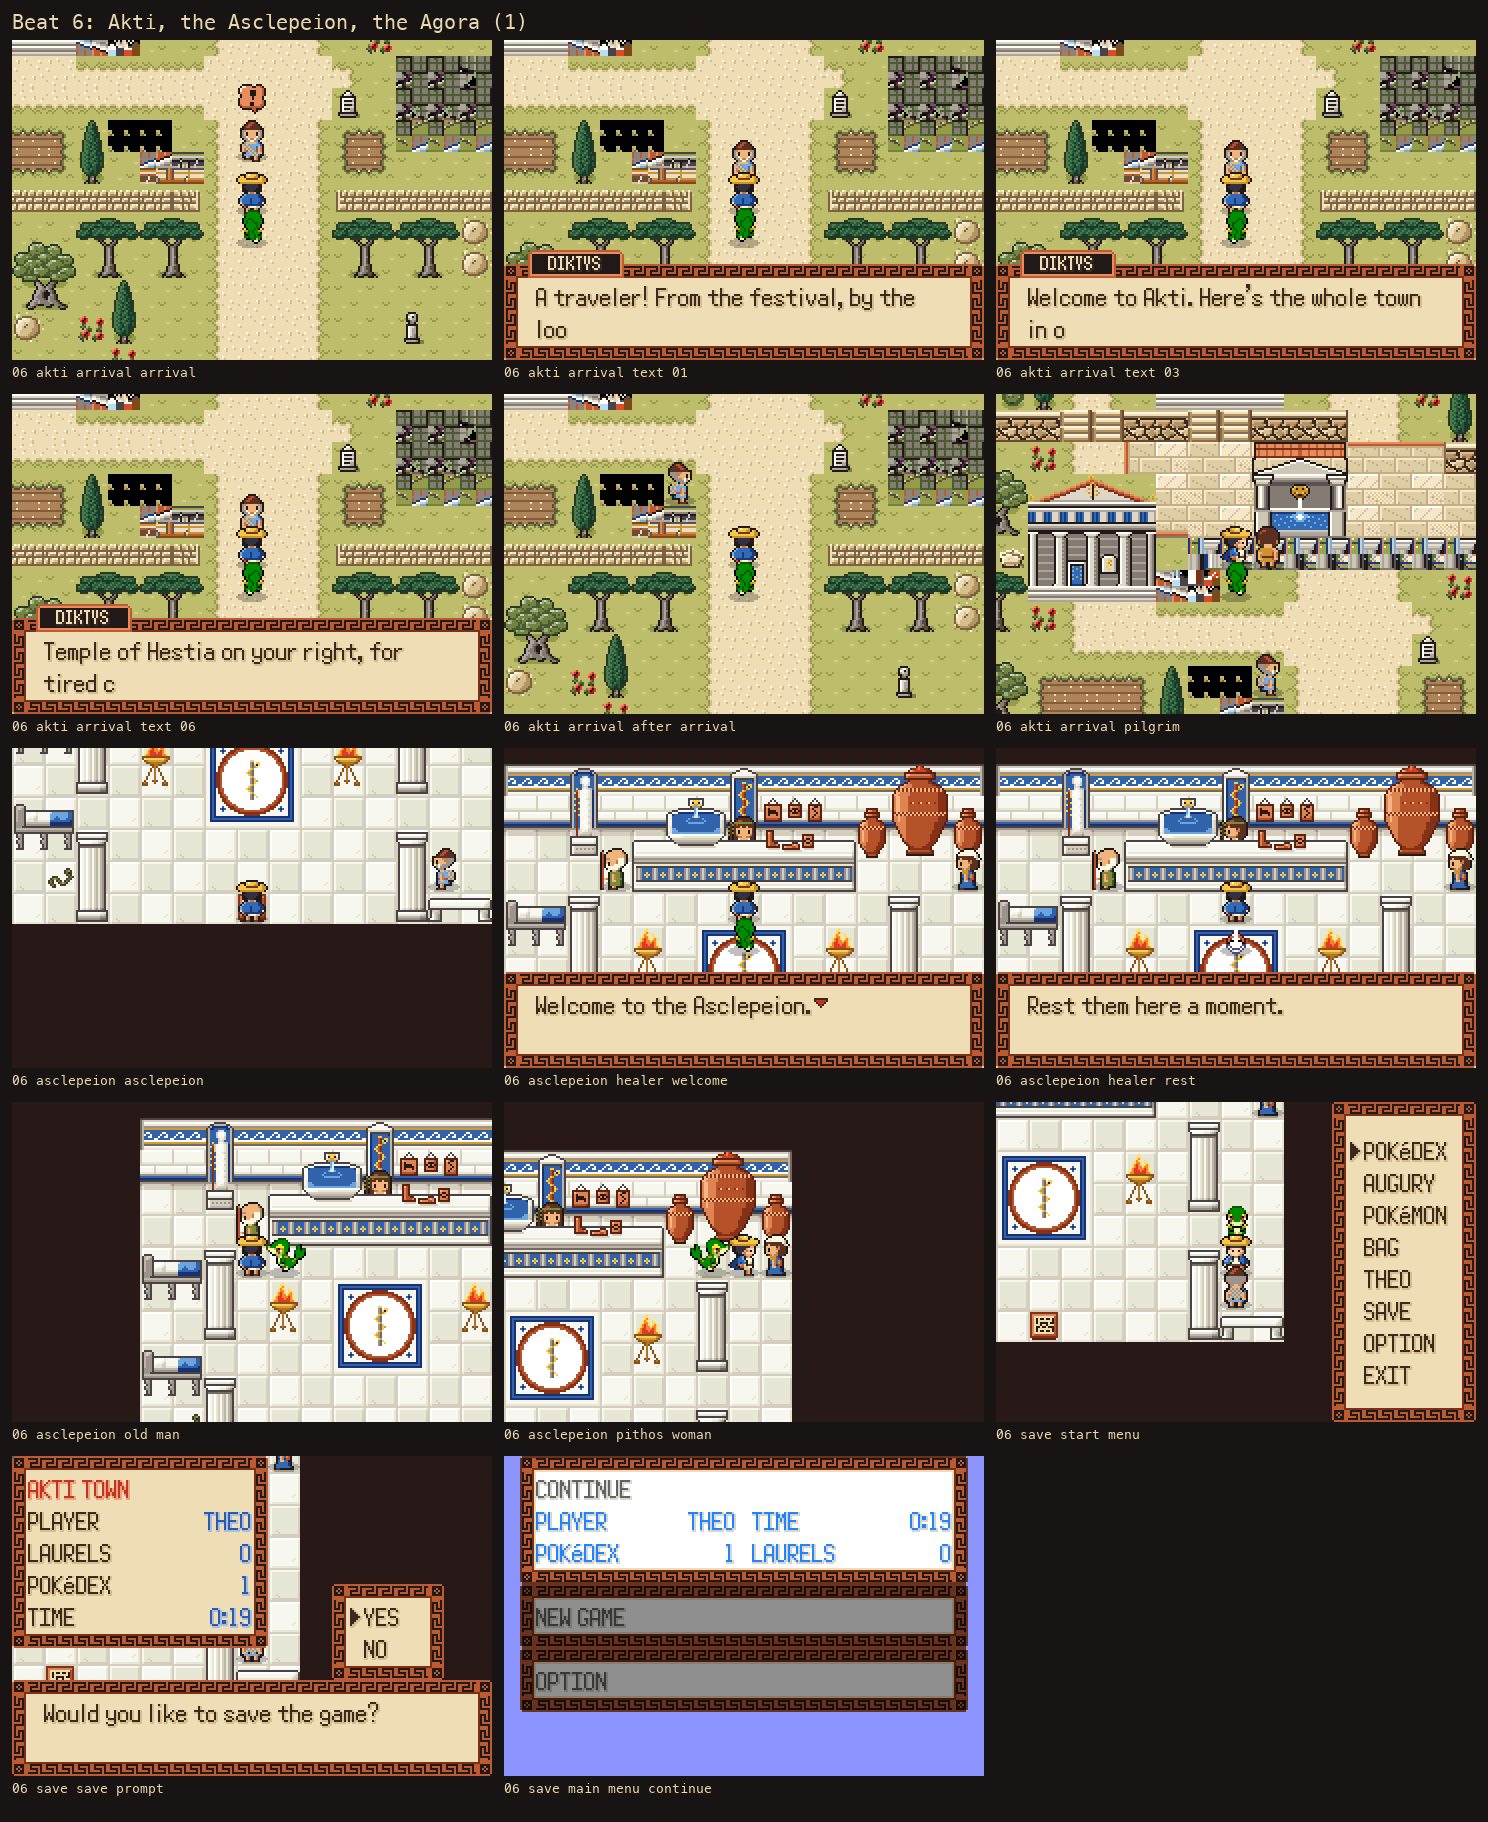 Beat 6: Akti, the Asclepeion, the Agora (1)
06 akti arrival arrival
DIKTYS
A traveler! From the festival, by the
loo
06 akti arrival text 01
DIKTYS
Welcome to Akti. Here's the whole town
in o
06 akti arrival text 03
DIKTYS
Temple of Hestia on your right, for
tired c
06 akti arrival text 06
06 akti arrival after arrival
06 akti arrival pilgrim
06 asclepeion asclepeion
Welcome to the Asclepeion.
06 asclepeion healer welcome
Rest them here a moment.
06 asclepeion healer rest
06 asclepeion old man
06 asclepeion pithos woman
POKéDEX
AUGURY
POKéMON
BAG
THEO
SAVE
OPTION
EXIT
06 save start menu
AKTI TOWN
PLAYER THEO
LAURELS 0
POKéDEX 1
TIME 0:19
YES
NO
Would you like to save the game?
06 save save prompt
CONTINUE
PLAYER THEO TIME 0:19
POKéDEX 1 LAURELS 0
NEW GAME
OPTION
06 save main menu continue